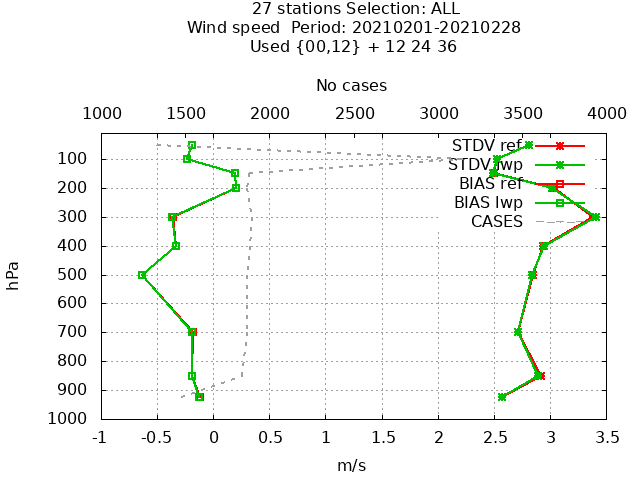 27 stations Selection: ALL
Wind speed  Period: 20210201-20210228
Used {00,12} + 12 24 36
No cases
1000 1500 2000 2500 3000 3500 4000
STDV ref
STDV lwp
BIAS ref
BIAS lwp
CASES
100
200
300
400
500
600
700
800
900
1000
hPa
-1 -0.5 0 0.5 1 1.5 2 2.5 3 3.5
m/s